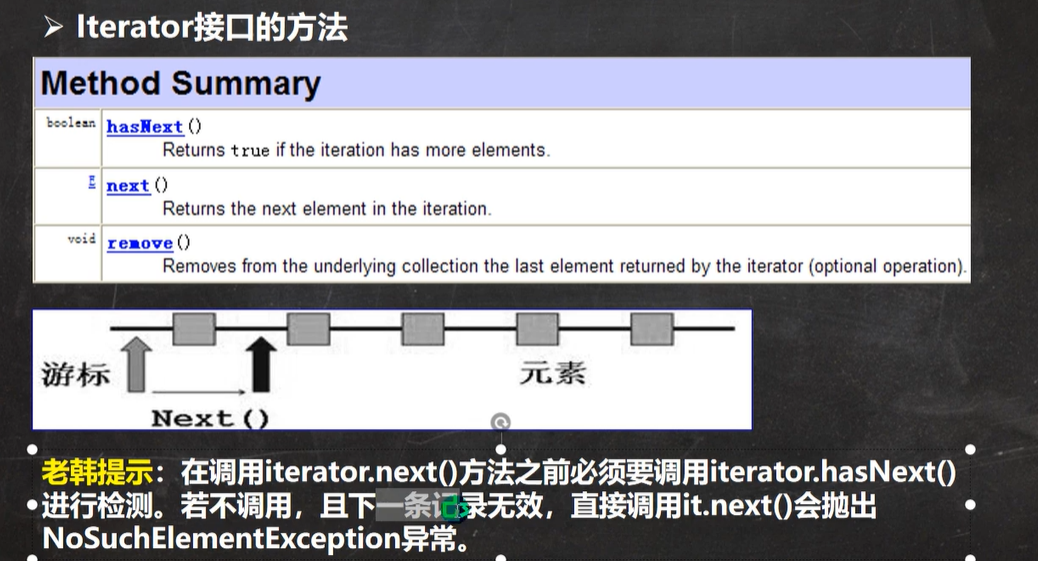 Iterator接口的方法
Method Summary
boolean hasNext()
Returns true if the iteration has more elements.
E next()
Returns the next element in the iteration.
void remove()
Removes from the underlying collection the last element returned by the iterator (optional operation).
游标
元素
Next()
老韩提示：在调用iterator.next()方法之前必须要调用iterator.hasNext()
进行检测。若不调用，且下一条记录无效，直接调用it.next()会抛出
NoSuchElementException异常。